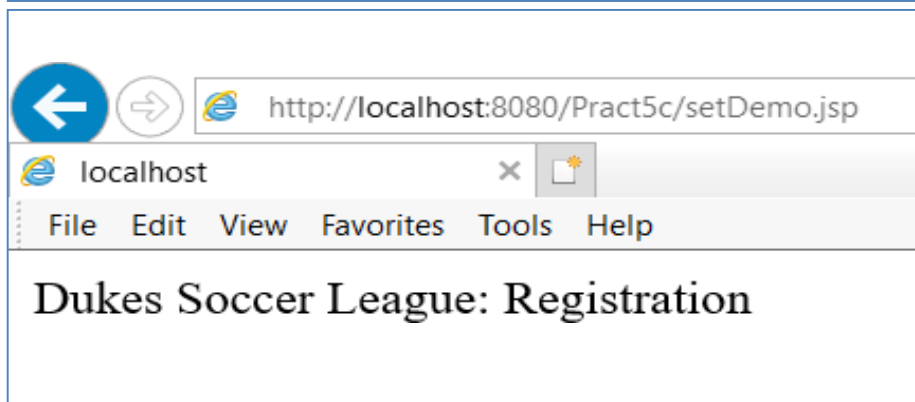 http://localhost:8080/Pract5c/setDemo.jsp
localhost
File Edit View Favorites Tools Help
Dukes Soccer League: Registration